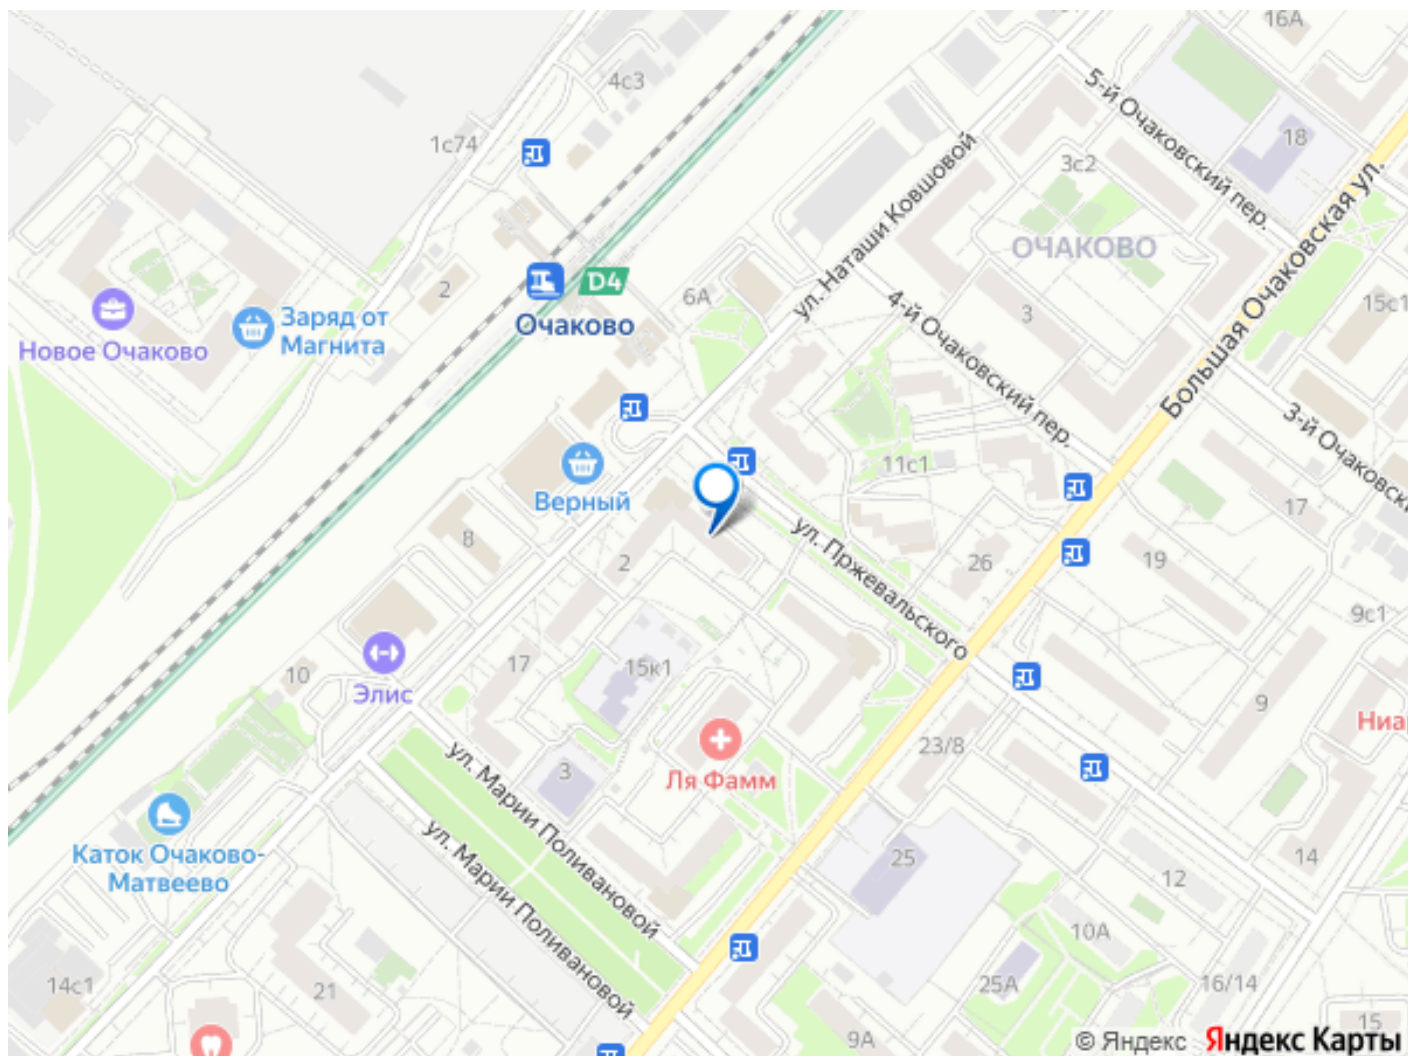 16А
4с3
5-й Очаковский пер.
1с74
18
3с2
ул. Наташи Ковшовой
ОЧАКОВО
Большая Очаковская ул.
D4
2
6А
3
15с1
Заряд от
Магнита
Очаково
Новое Очаково
4-й Очаковский пер.
3-й Очаковск
11с1
Верный
17
8
2
ул. Пржевальского
26
19
9с1
17
15к1
10
Элис
9
Ниа
23/8
ул. Марии Поливановой
3
Ля Фамм
Каток Очаково-
Матвеево
ул. Марии Поливановой
25
14
12
10А
14с1
21
25А
16/14
9А
15
© Яндекс Яндекс Карты